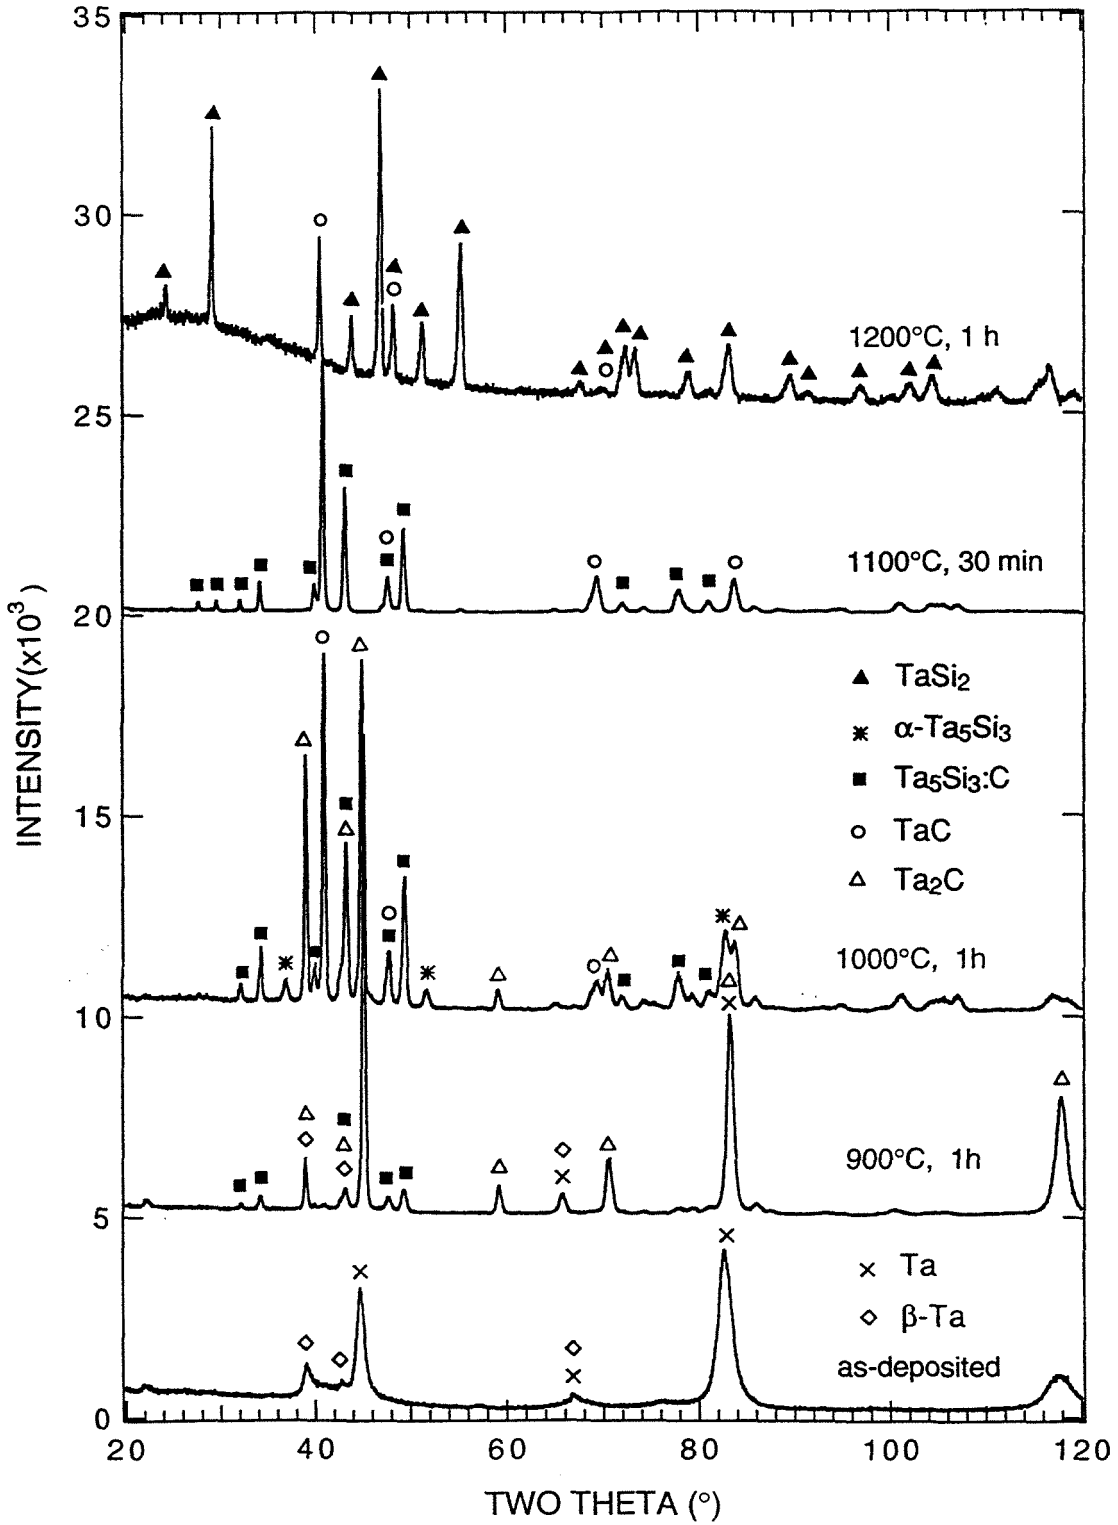 35
30
25
20
15
10
5
0
INTENSITY(x10³)
1200°C, 1 h
1100°C, 30 min
TaSi₂
α-Ta₅Si₃
Ta₅Si₃:C
TaC
Ta₂C
1000°C, 1h
900°C, 1h
Ta
β-Ta
as-deposited
20 40 60 80 100 120
TWO THETA (°)